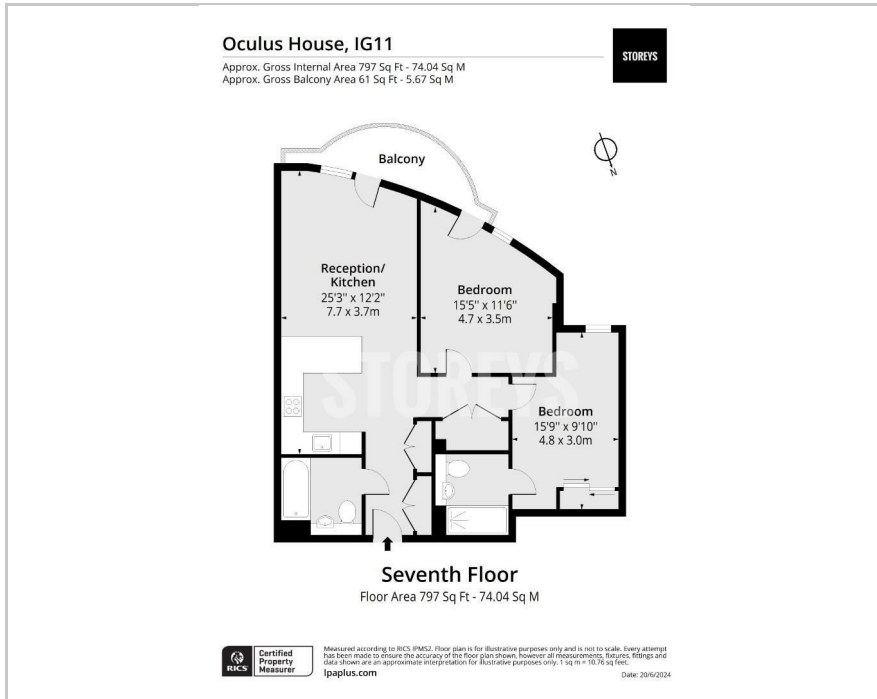 Oculus House, IG11
Approx. Gross Internal Area 797 Sq Ft - 74.04 Sq M
Approx. Gross Balcony Area 61 Sq Ft - 5.67 Sq M
STOREYS
Balcony
N
Reception/
Kitchen
25'3'' x 12'2''
7.7 x 3.7m
Bedroom
15'5'' x 11'6''
4.7 x 3.5m
STOREYS
Bedroom
15'9'' x 9'10''
4.8 x 3.0m
Seventh Floor
Floor Area 797 Sq Ft - 74.04 Sq M
RICS
Certified
Property
Measurer
Measured according to RICS IPMS2. Floor plan is for illustrative purposes only and is not to scale. Every attempt
has been made to ensure the accuracy of the floor plan shown, however all measurements, fixtures, fittings and
data shown are an approximate interpretation for illustrative purposes only. 1 sq m = 10.76 sq feet.
lpaplus.com
Date: 20/6/2024